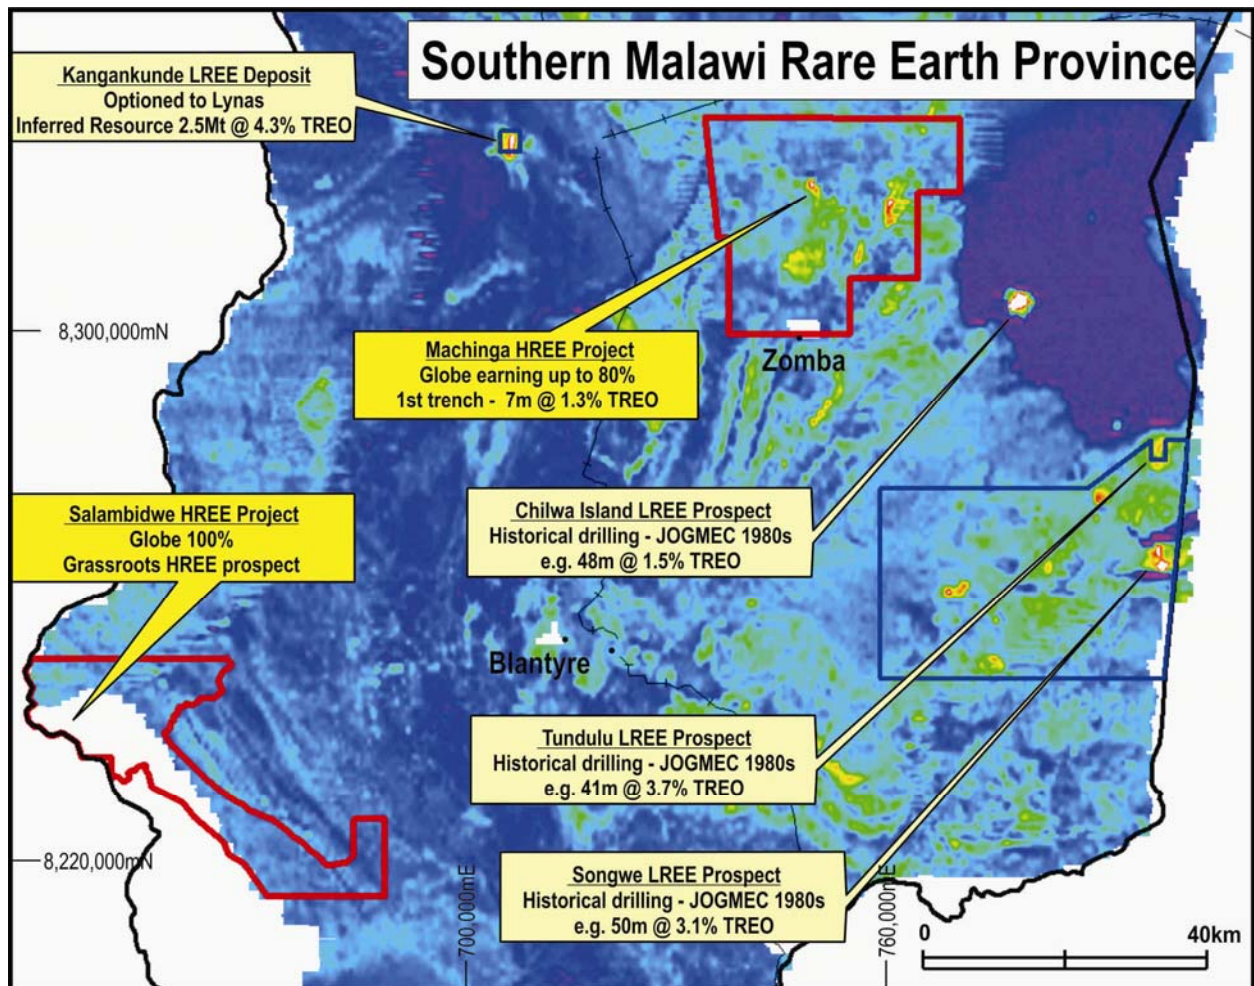 Southern Malawi Rare Earth Province
Kangankunde LREE Deposit
Optioned to Lynas
Inferred Resource 2.5Mt @ 4.3% TREO
8,300,000mN
Machinga HREE Project
Globe earning up to 80%
1st trench - 7m @ 1.3% TREO
Zomba
Salambidwe HREE Project
Globe 100%
Grassroots HREE prospect
Chilwa Island LREE Prospect
Historical drilling - JOGMEC 1980s
e.g. 48m @ 1.5% TREO
Blantyre
Tundulu LREE Prospect
Historical drilling - JOGMEC 1980s
e.g. 41m @ 3.7% TREO
8,220,000mN
Songwe LREE Prospect
Historical drilling - JOGMEC 1980s
e.g. 50m @ 3.1% TREO
700,000mE
760,000mE
0 40km